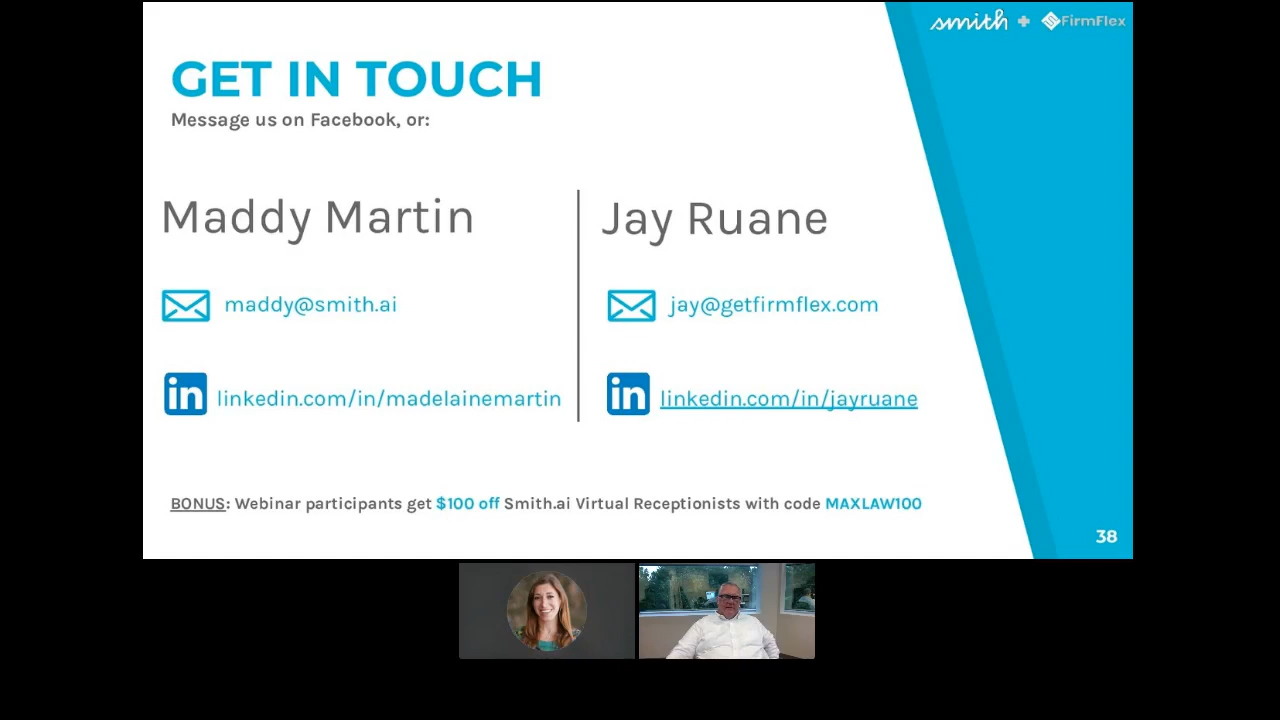 smith + FirmFlex
GET IN TOUCH
Message us on Facebook, or:
Maddy Martin
maddy@smith.ai
in linkedin.com/in/madelainemartin
Jay Ruane
jay@getfirmflex.com
in linkedin.com/in/jayruane
BONUS: Webinar participants get $100 off Smith.ai Virtual Receptionists with code MAXLAW100
38